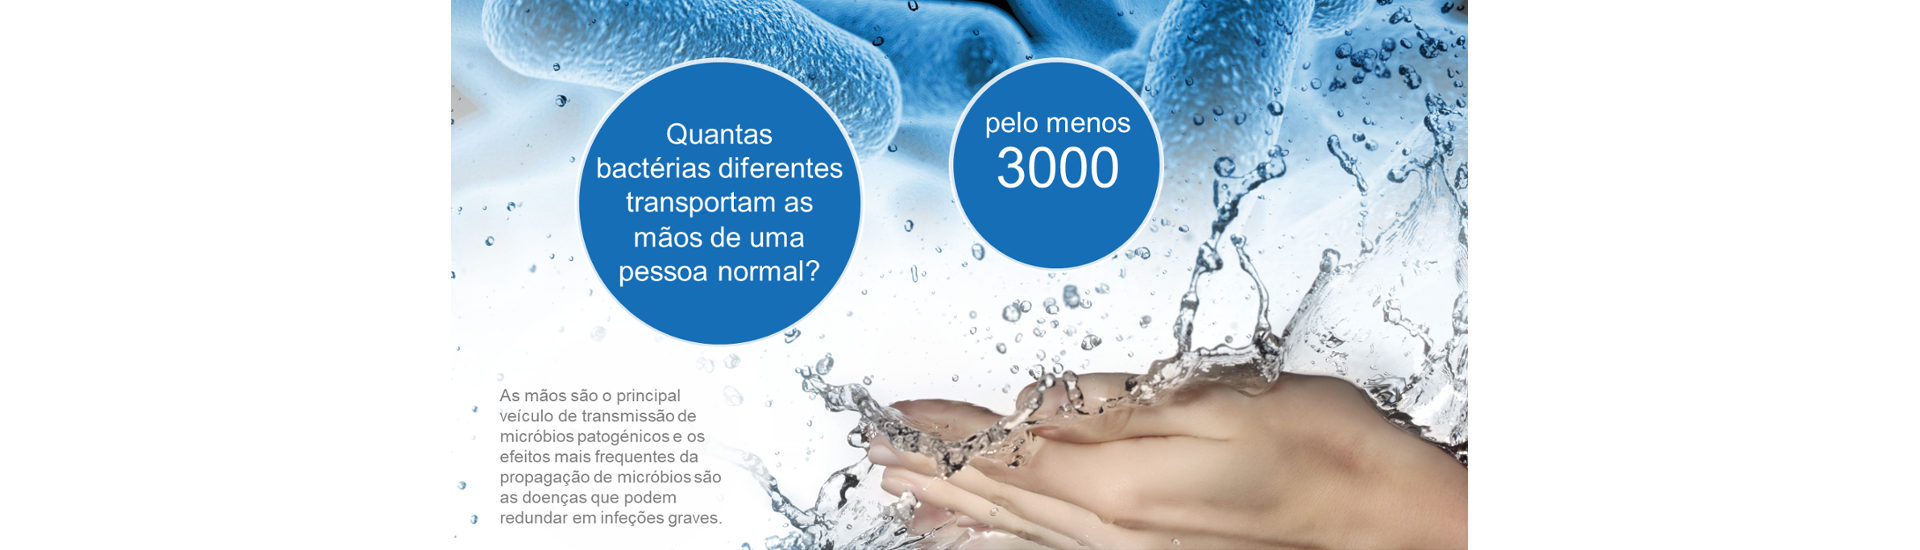 Quantas
bactérias diferentes
transportam as
mãos de uma
pessoa normal?
pelo menos
3000
As mãos são o principal
veículo de transmissão de
micróbios patogénicos e os
efeitos mais frequentes da
propagação de micróbios são
as doenças que podem
redundar em infeções graves.